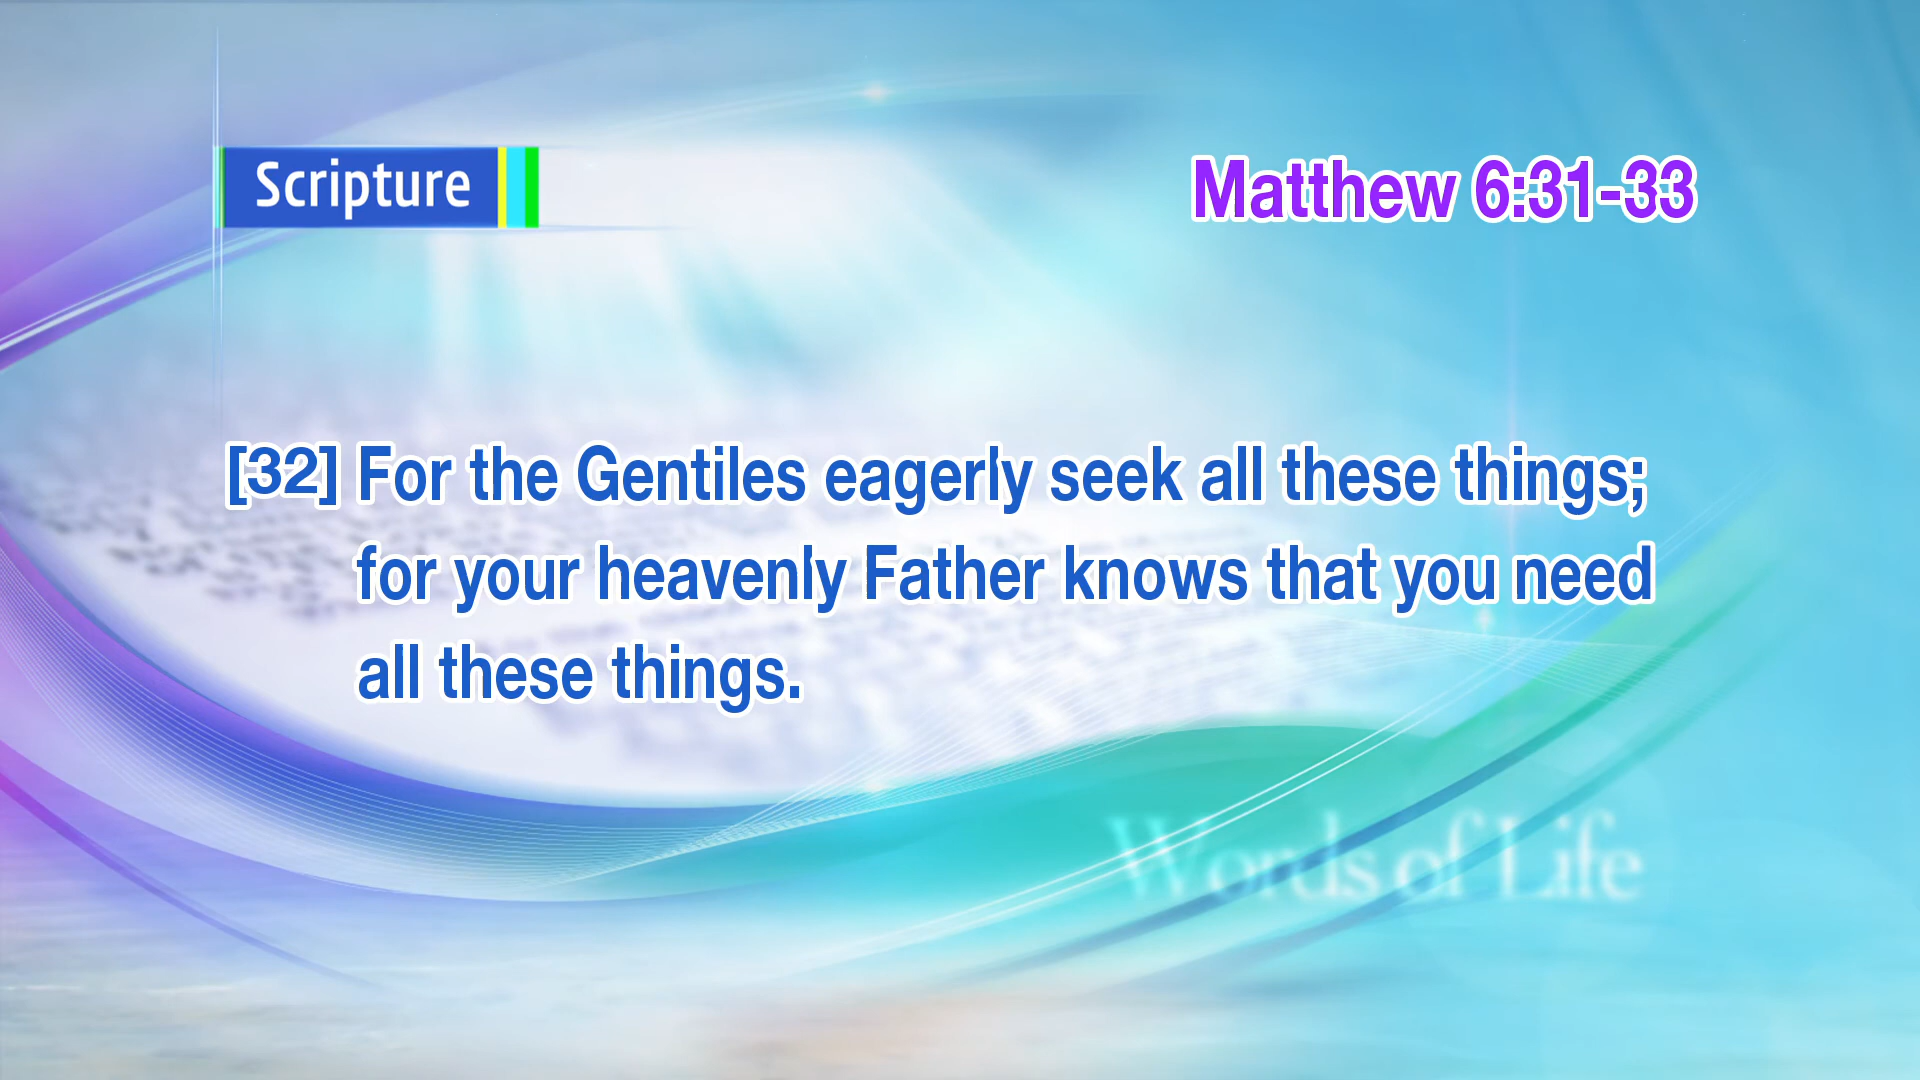 Scripture
Matthew 6:31-33
[32] For the Gentiles eagerly seek all these things;
for your heavenly Father knows that you need
all these things.
Words of Life